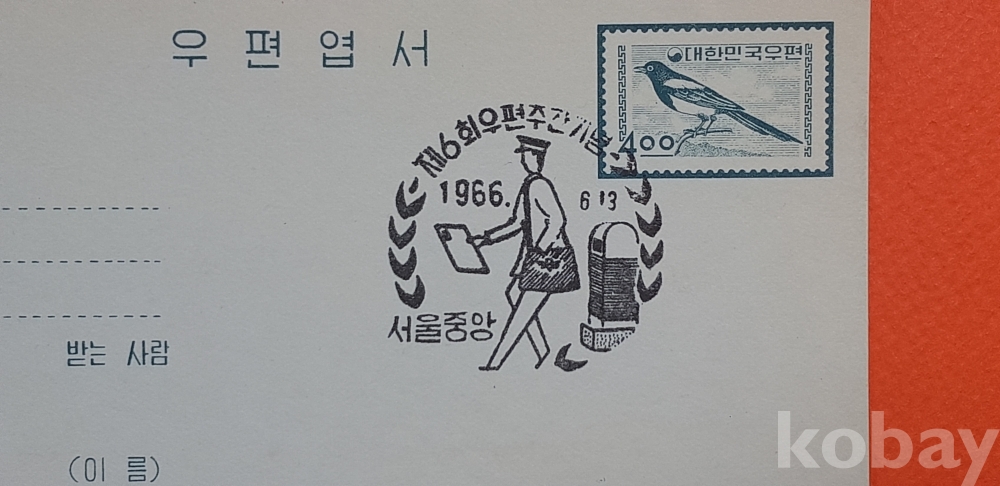 우편엽서
대한민국우편
4.00
제6회우편주간기념
1966. 6 13
서울중앙
받는 사람
(이 름)
kobay